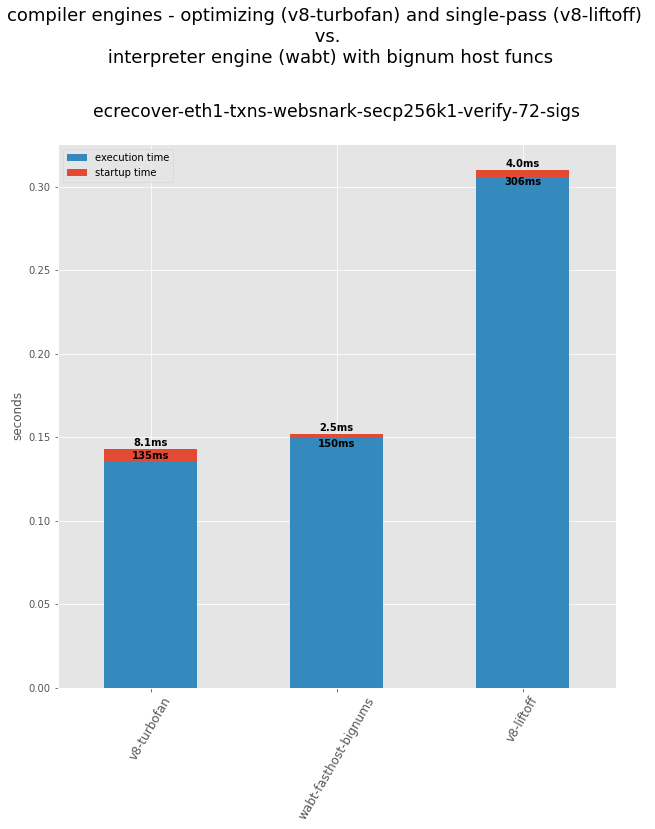 compiler engines - optimizing (v8-turbofan) and single-pass (v8-liftoff)
vs.
interpreter engine (wabt) with bignum host funcs
ecrecover-eth1-txns-websnark-secp256k1-verify-72-sigs
execution time
startup time
0.30
0.25
0.20
0.15
0.10
0.05
0.00
seconds
8.1ms
135ms
2.5ms
150ms
4.0ms
306ms
v8-turbofan
wabt-fasthost-bignums
v8-liftoff